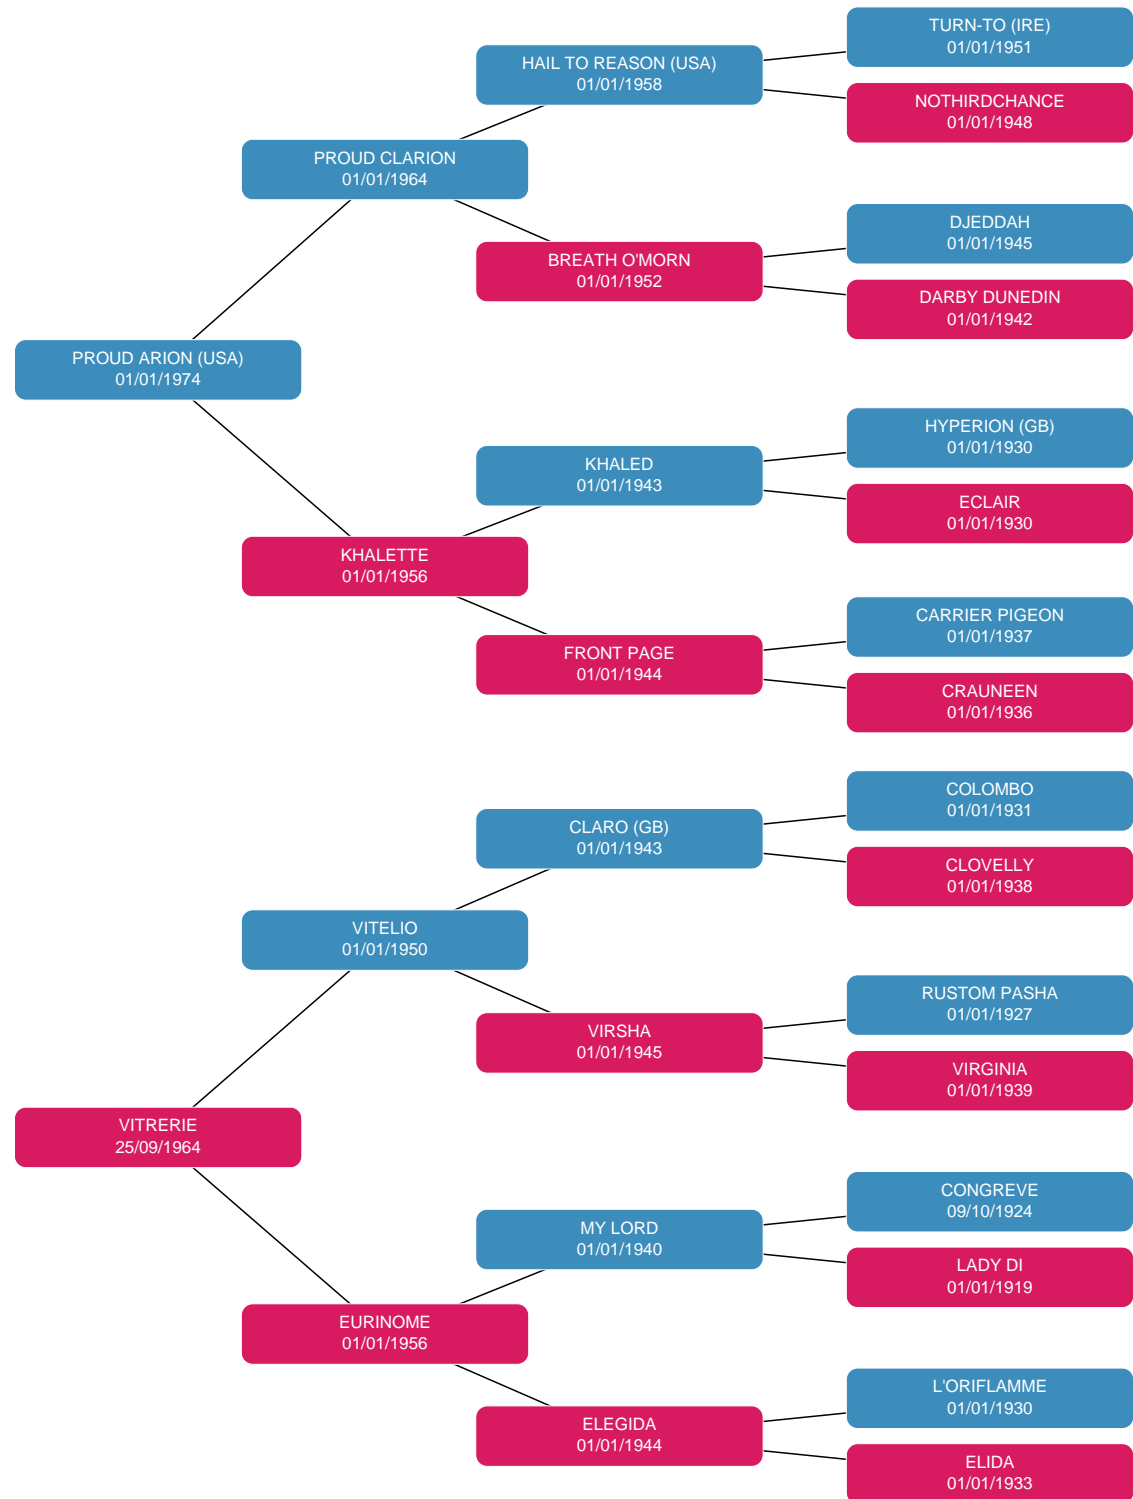 TURN-TO (IRE)
01/01/1951
HAIL TO REASON (USA)
01/01/1958
NOTHIRDCHANCE
01/01/1948
PROUD CLARION
01/01/1964
DJEDDAH
01/01/1945
BREATH O'MORN
01/01/1952
DARBY DUNEDIN
01/01/1942
PROUD ARION (USA)
01/01/1974
HYPERION (GB)
01/01/1930
KHALED
01/01/1943
ECLAIR
01/01/1930
KHALETTE
01/01/1956
CARRIER PIGEON
01/01/1937
FRONT PAGE
01/01/1944
CRAUNEEN
01/01/1936
COLOMBO
01/01/1931
CLARO (GB)
01/01/1943
CLOVELLY
01/01/1938
VITELIO
01/01/1950
RUSTOM PASHA
01/01/1927
VIRSHA
01/01/1945
VIRGINIA
01/01/1939
VITRERIE
25/09/1964
CONGREVE
09/10/1924
MY LORD
01/01/1940
LADY DI
01/01/1919
EURINOME
01/01/1956
L'ORIFLAMME
01/01/1930
ELEGIDA
01/01/1944
ELIDA
01/01/1933